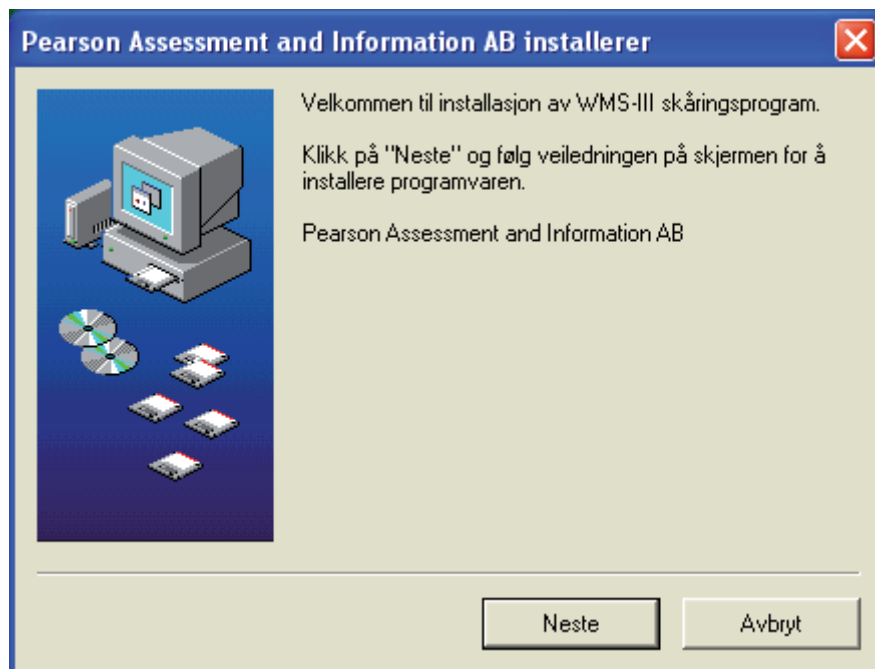 Pearson Assessment and Information AB installerer
Velkommen til installasjon av WMS-III skåringsprogram.
Klikk på "Neste" og følg veiledningen på skjermen for å
installere programvaren.
Pearson Assessment and Information AB
Neste
Avbryt